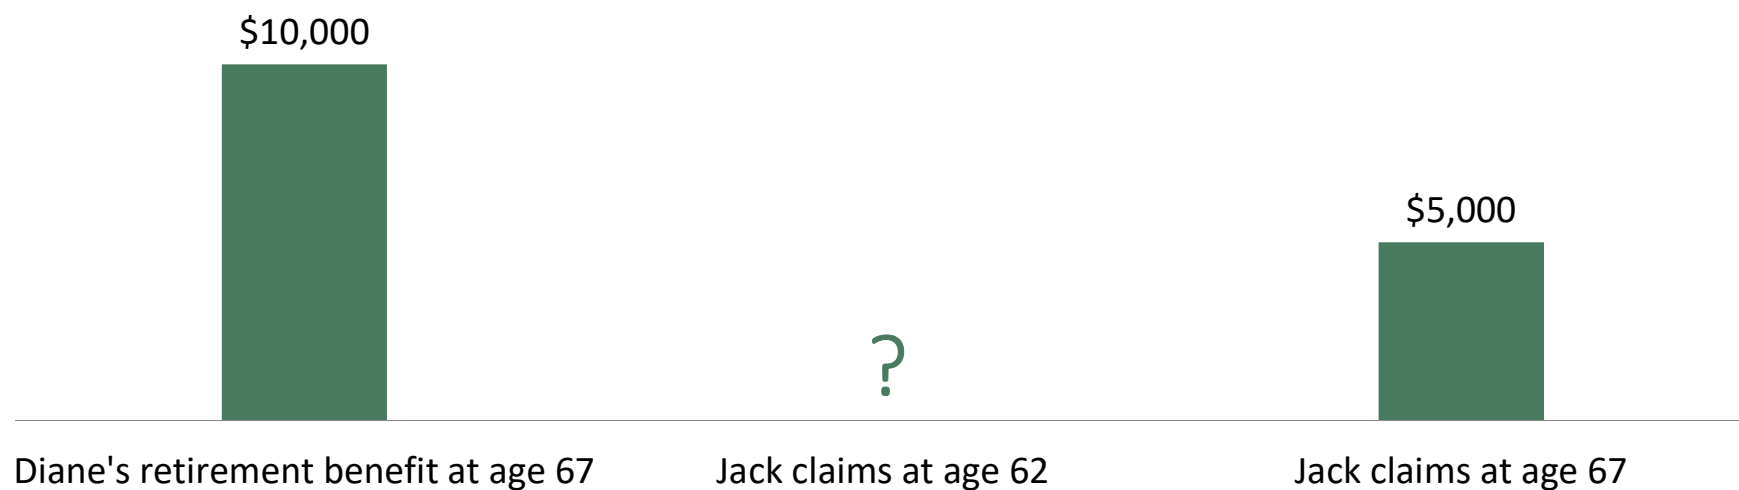 $10,000
$5,000
?
Diane's retirement benefit at age 67
Jack claims at age 62
Jack claims at age 67